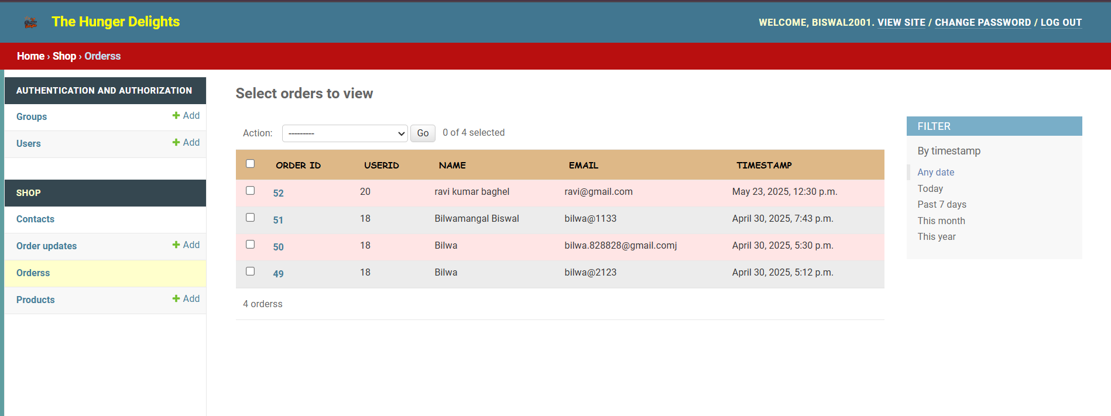 The Hunger Delights
WELCOME, BISWAL2001. VIEW SITE / CHANGE PASSWORD / LOG OUT
Home › Shop › Orderss
AUTHENTICATION AND AUTHORIZATION
Groups + Add
Users + Add
SHOP
Contacts
Order updates + Add
Orderss
Products + Add
Select orders to view
Action: --------- Go 0 of 4 selected
ORDER ID USERID NAME EMAIL TIMESTAMP
52 20 ravi kumar baghel ravi@gmail.com May 23, 2025, 12:30 p.m.
51 18 Bilwamangal Biswal bilwa@1133 April 30, 2025, 7:43 p.m.
50 18 Bilwa bilwa.828828@gmail.comj April 30, 2025, 5:30 p.m.
49 18 Bilwa bilwa@2123 April 30, 2025, 5:12 p.m.
4 orderss
FILTER
By timestamp
Any date
Today
Past 7 days
This month
This year